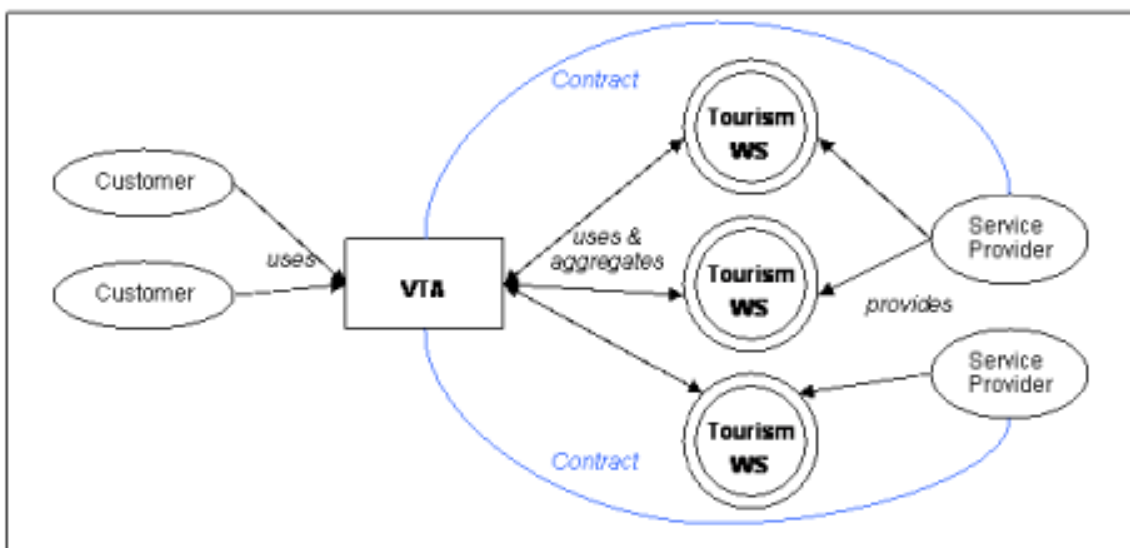 Contract
Tourism
WS
Customer
Service
Provider
uses &
aggregates
uses
Customer
VTA
Tourism
WS
provides
Service
Provider
Tourism
WS
Contract